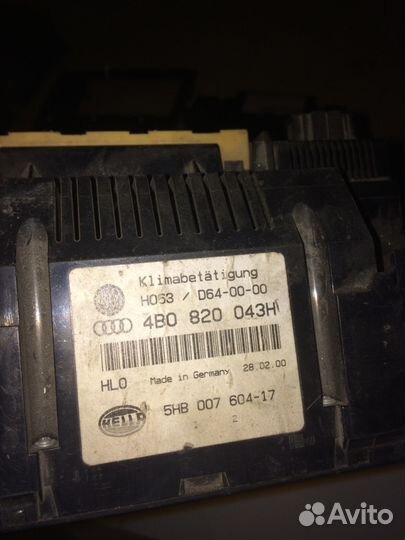 Klimabetätigung
H063 / D64-00-00
4B0 820 043H
HLO Made in Germany 28.02.00
HELLA 5HB 007 604-17
2
Avito